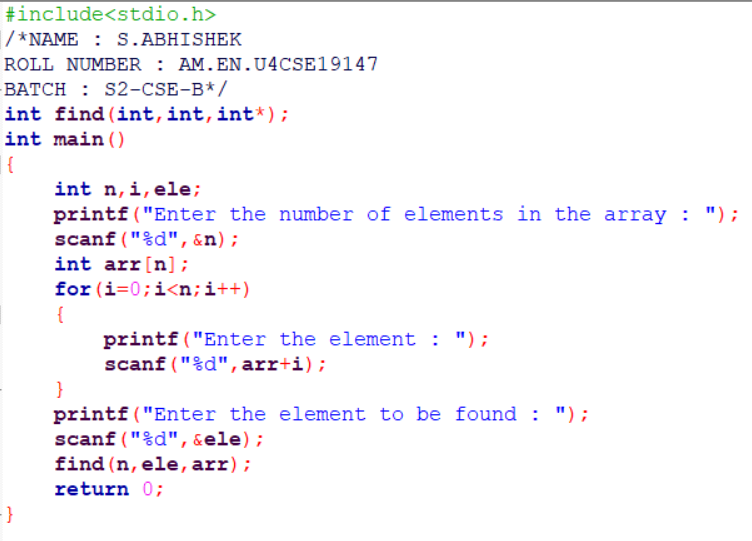 #include<stdio.h>
/*NAME : S.ABHISHEK
ROLL NUMBER : AM.EN.U4CSE19147
BATCH : S2-CSE-B*/
int find(int,int,int*);
int main()
{
    int n,i,ele;
    printf("Enter the number of elements in the array : ");
    scanf("%d",&n);
    int arr[n];
    for(i=0;i<n;i++)
    {
        printf("Enter the element : ");
        scanf("%d",arr+i);
    }
    printf("Enter the element to be found : ");
    scanf("%d",&ele);
    find(n,ele,arr);
    return 0;
}